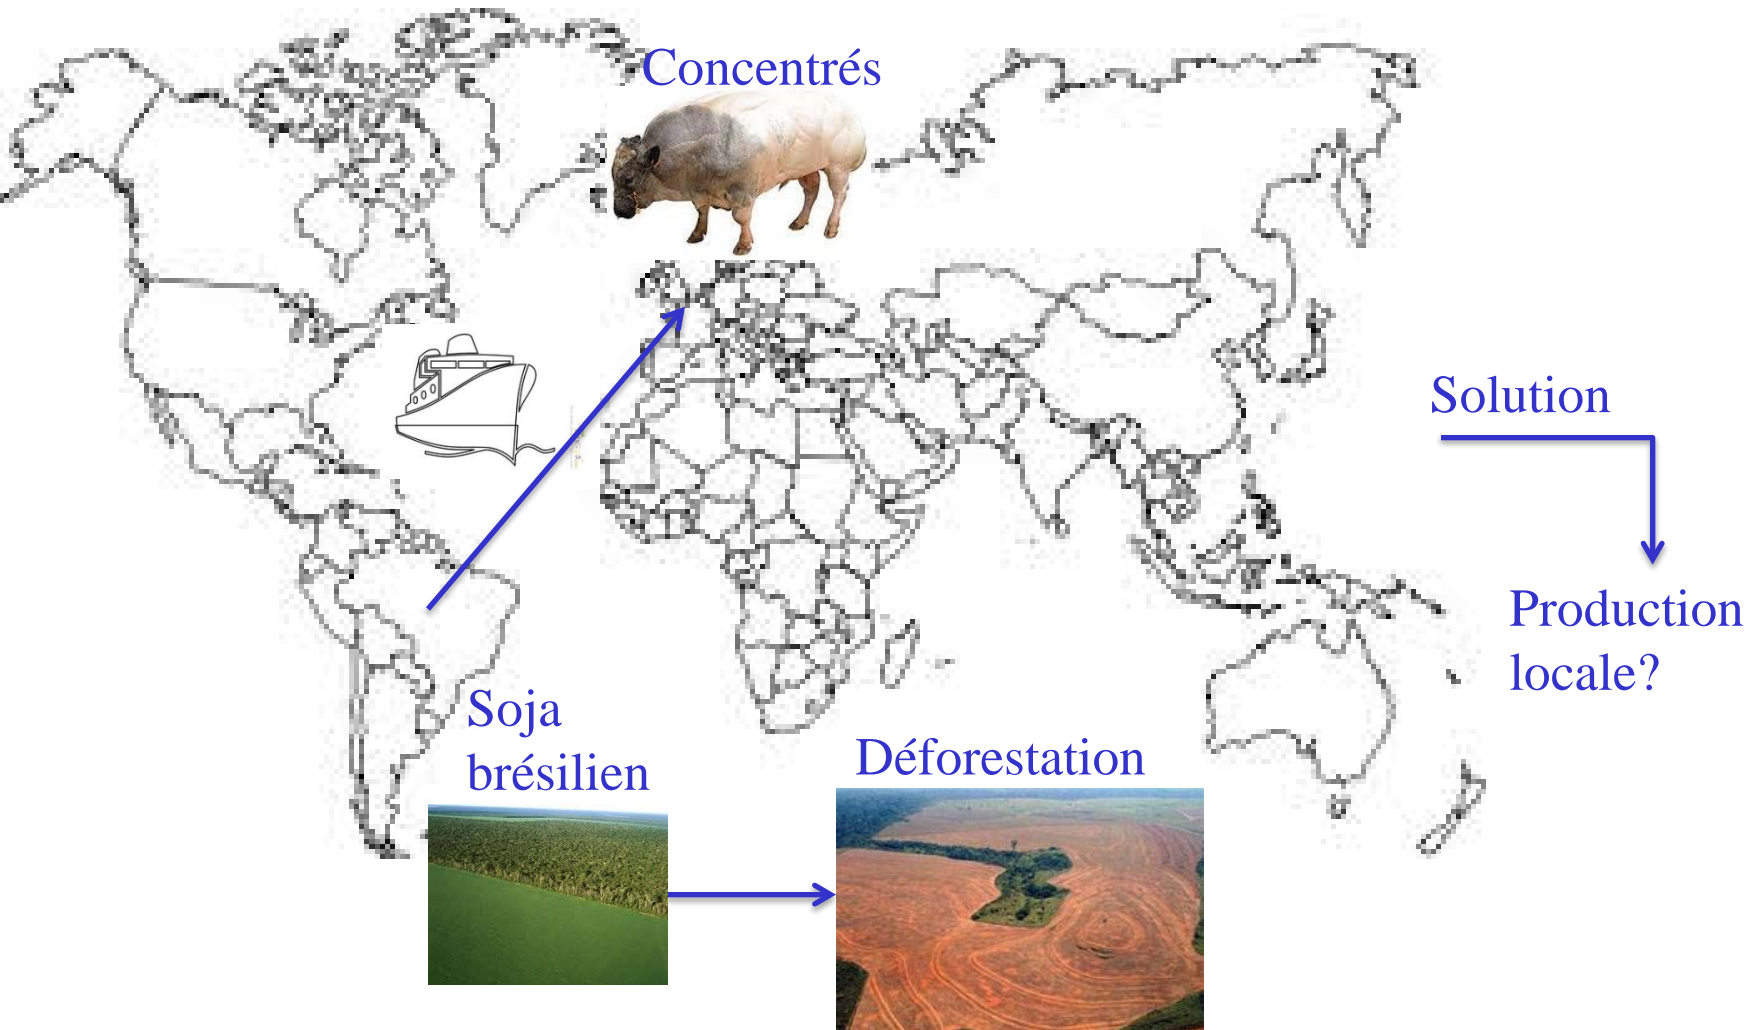 Concentrés
Solution
Production
locale?
Soja
brésilien
Déforestation